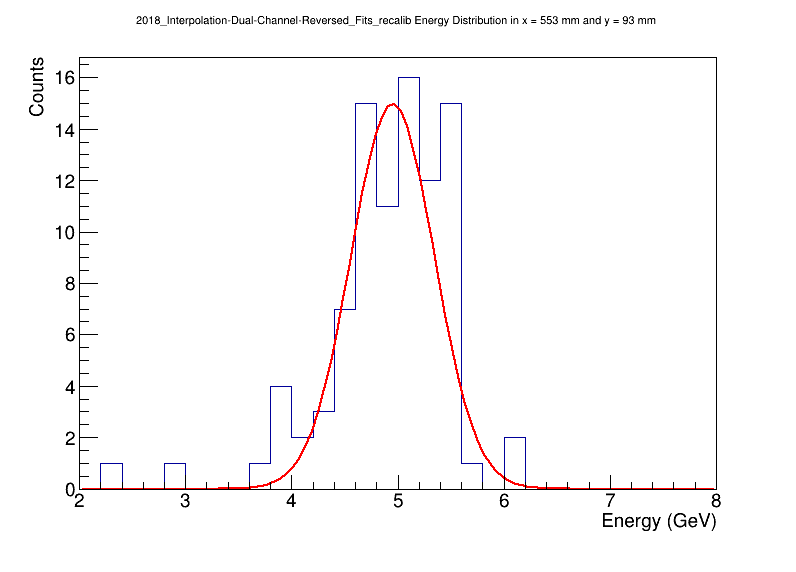 2018_Interpolation-Dual-Channel-Reversed_Fits_recalib Energy Distribution in x = 553 mm and y = 93 mm
Counts
16
14
12
10
8
6
4
2
0
2 3 4 5 6 7 8
Energy (GeV)